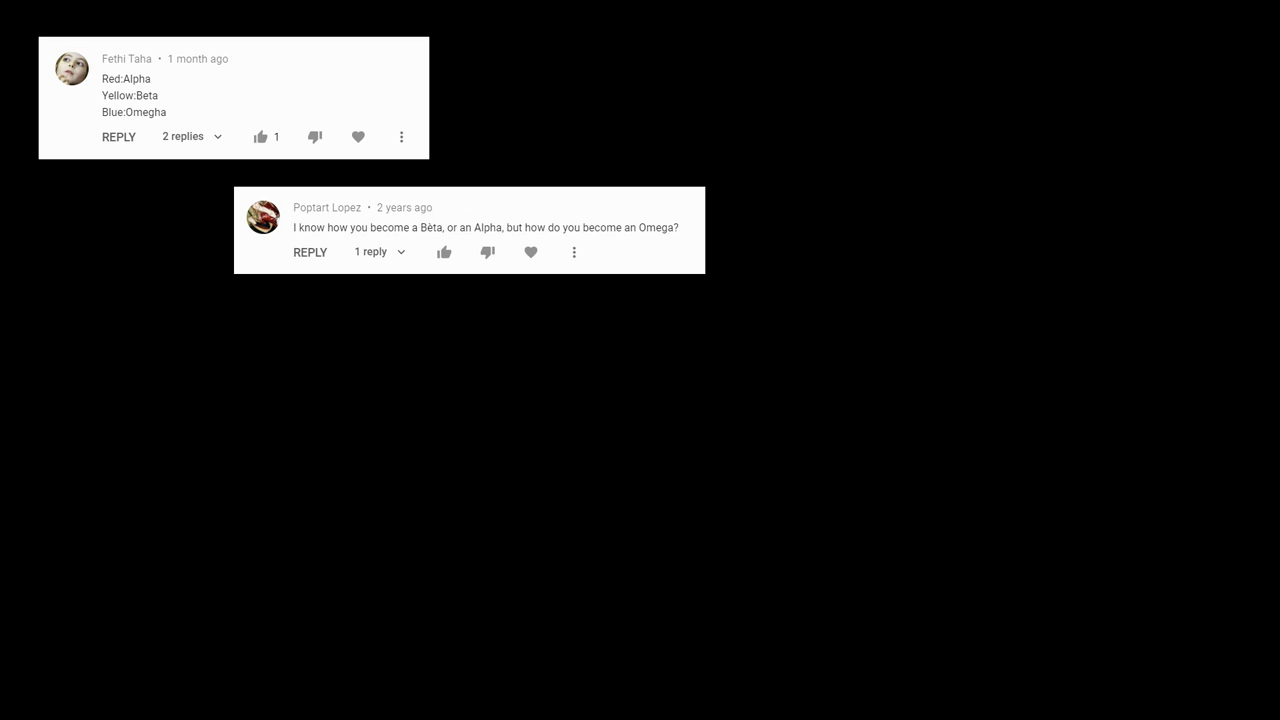 Fethi Taha • 1 month ago
Red:Alpha
Yellow:Beta
Blue:Omegha
REPLY 2 replies 1
Poptart Lopez • 2 years ago
I know how you become a Bèta, or an Alpha, but how do you become an Omega?
REPLY 1 reply